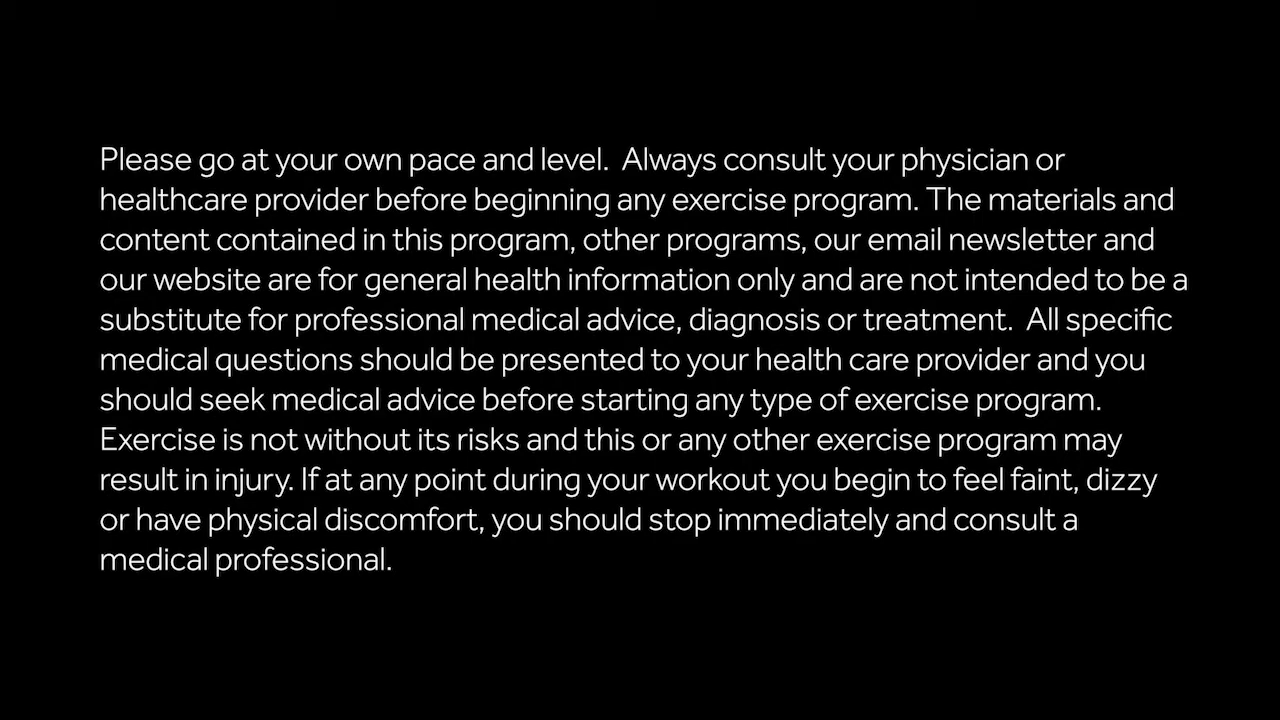 Please go at your own pace and level.  Always consult your physician or
healthcare provider before beginning any exercise program. The materials and
content contained in this program, other programs, our email newsletter and
our website are for general health information only and are not intended to be a
substitute for professional medical advice, diagnosis or treatment.  All specific
medical questions should be presented to your health care provider and you
should seek medical advice before starting any type of exercise program.
Exercise is not without its risks and this or any other exercise program may
result in injury. If at any point during your workout you begin to feel faint, dizzy
or have physical discomfort, you should stop immediately and consult a
medical professional.